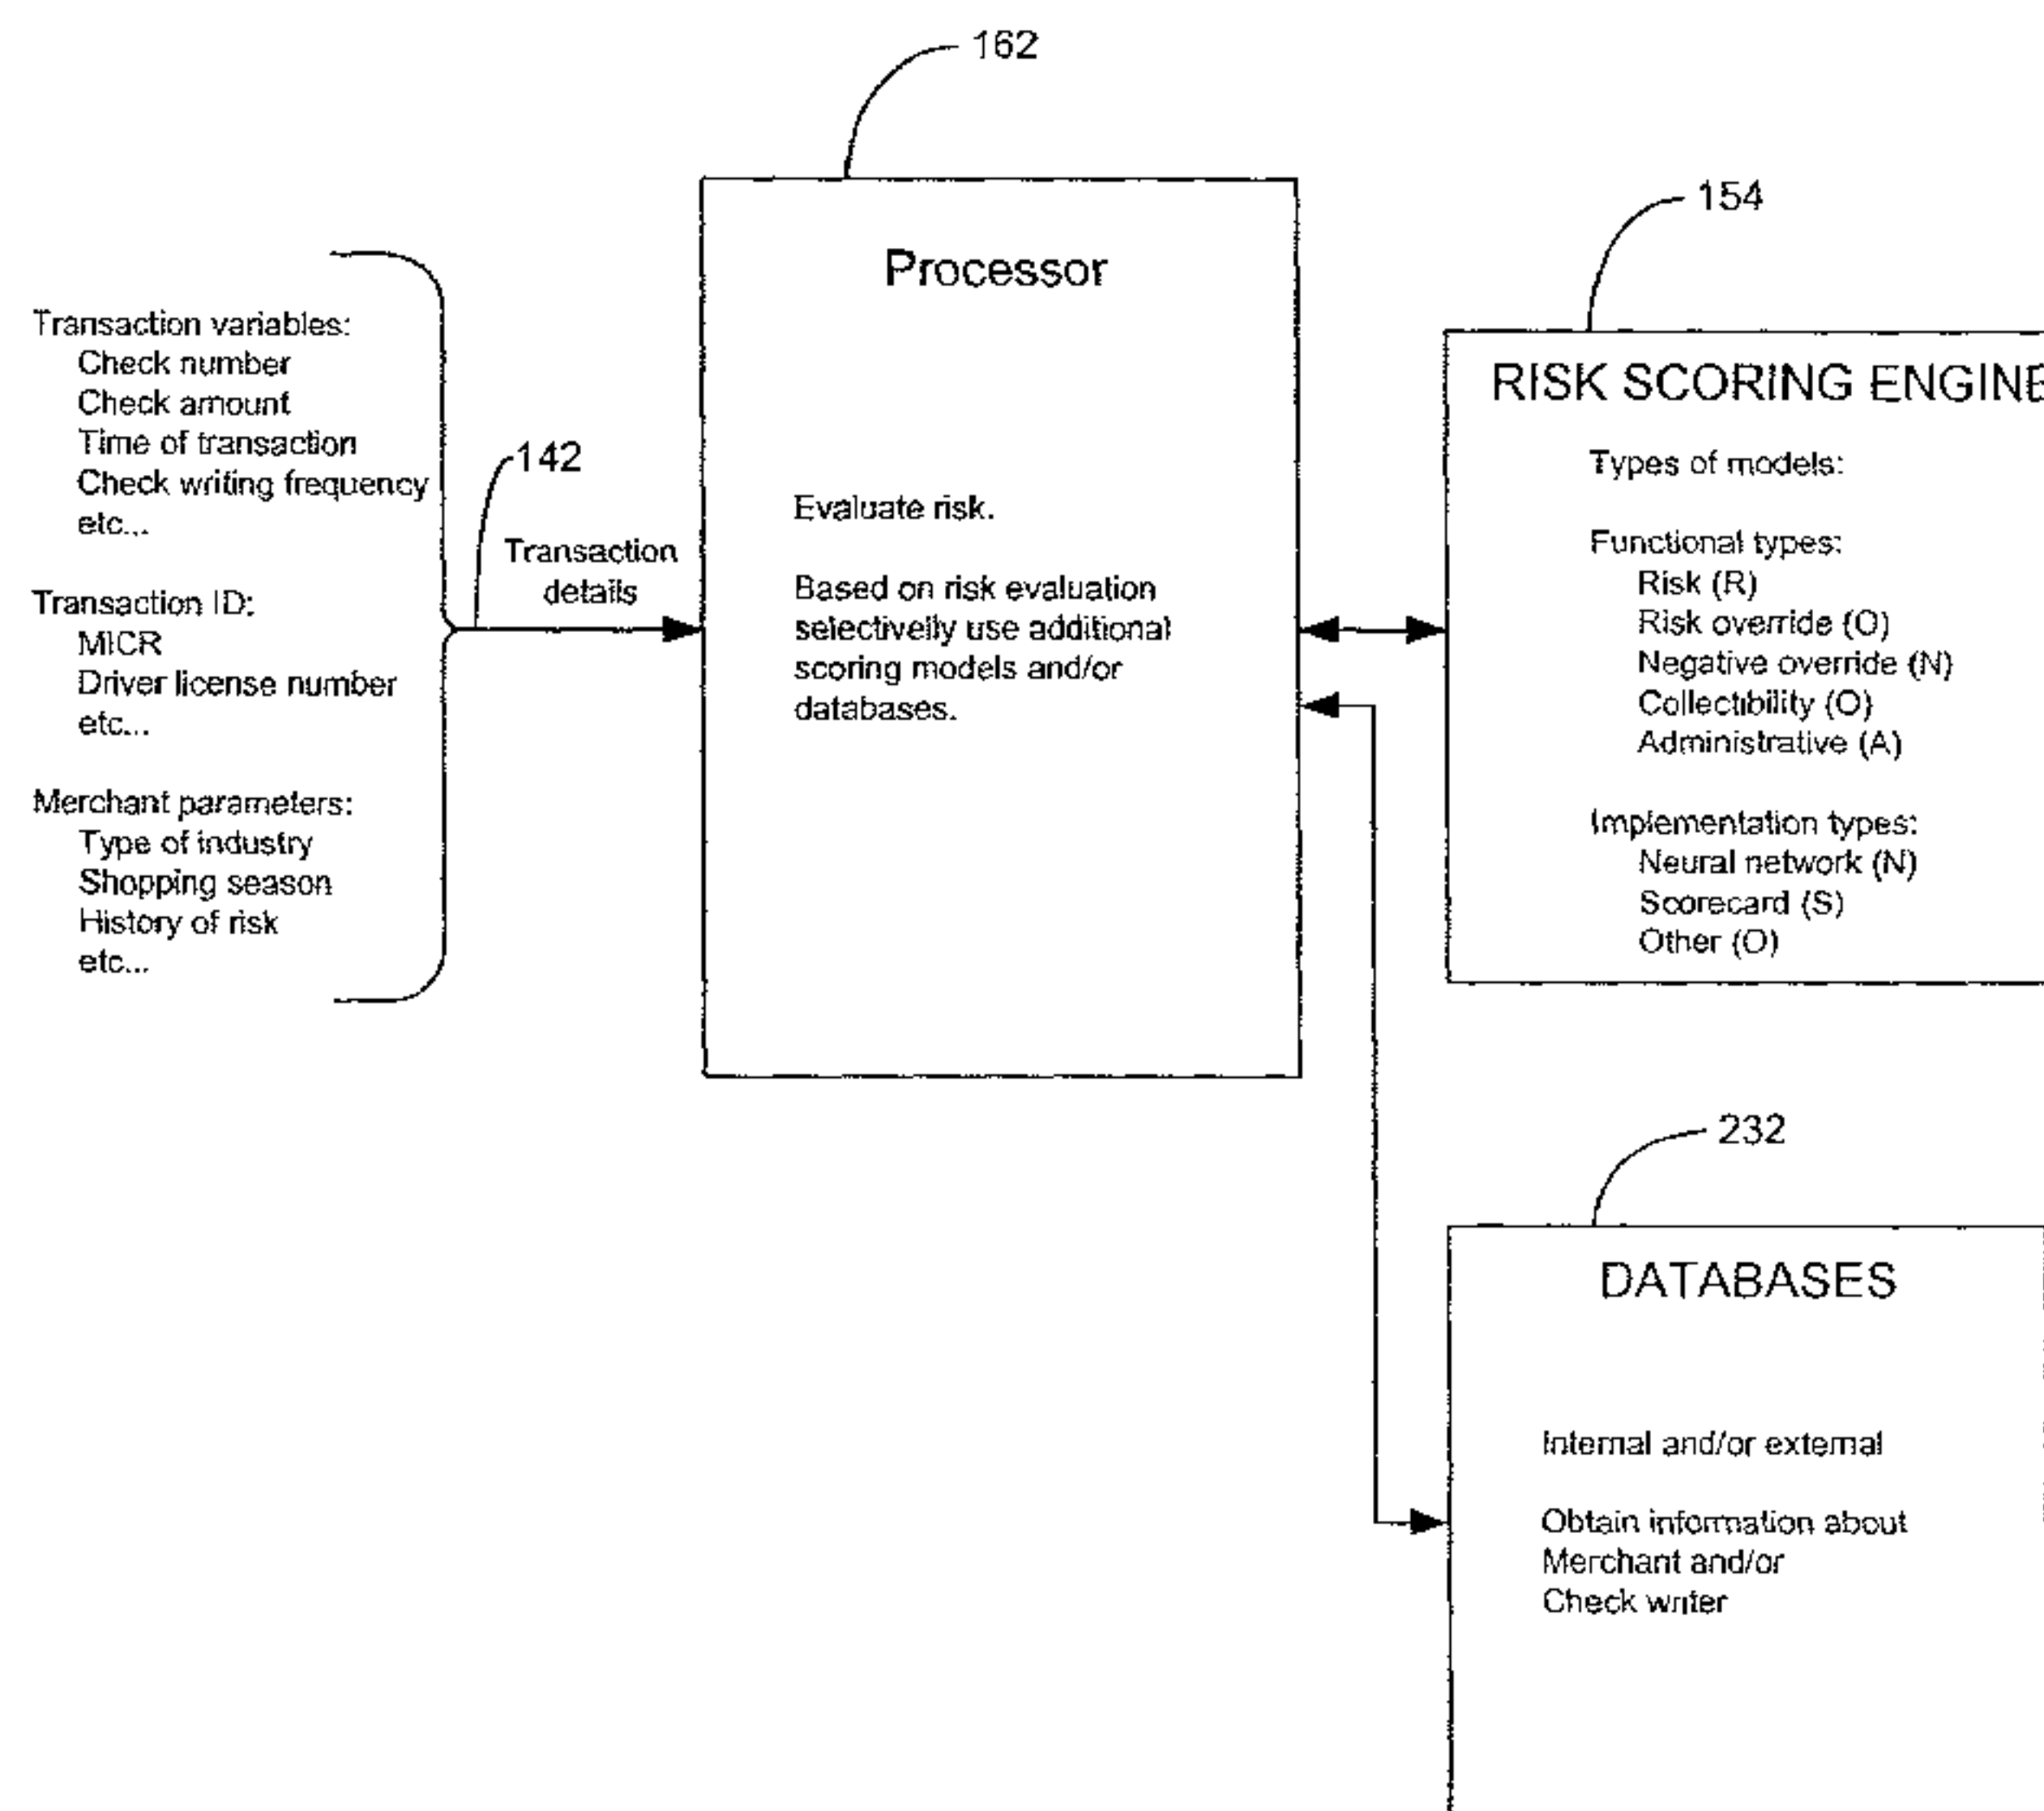 162
154
Processor
Transaction variables:
Check number
Check amount
Time of transaction
Check writing frequency
etc...
Transaction ID:
MICR
Driver license number
etc...
Merchant parameters:
Type of industry
Shopping season
History of risk
etc...
142
Transaction
details
Evaluate risk.
Based on risk evaluation
selectivelly use additional
scoring models and/or
databases.
RISK SCORING ENGINE
Types of models:
Functional types:
Risk (R)
Risk override (O)
Negative override (N)
Collectibility (O)
Administrative (A)
Implementation types:
Neural network (N)
Scorecard (S)
Other (O)
232
DATABASES
Internal and/or external
Obtain information about
Merchant and/or
Check writer